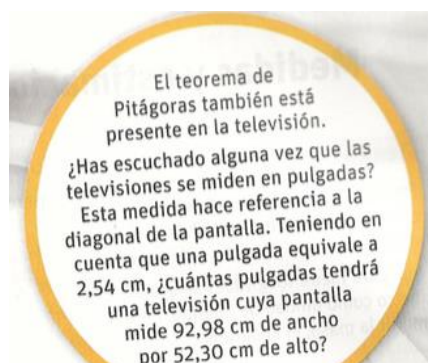 El teorema de
Pitágoras también está
presente en la televisión.
¿Has escuchado alguna vez que las
televisiones se miden en pulgadas?
Esta medida hace referencia a la
diagonal de la pantalla. Teniendo en
cuenta que una pulgada equivale a
2,54 cm, ¿cuántas pulgadas tendrá
una televisión cuya pantalla
mide 92,98 cm de ancho
por 52,30 cm de alto?